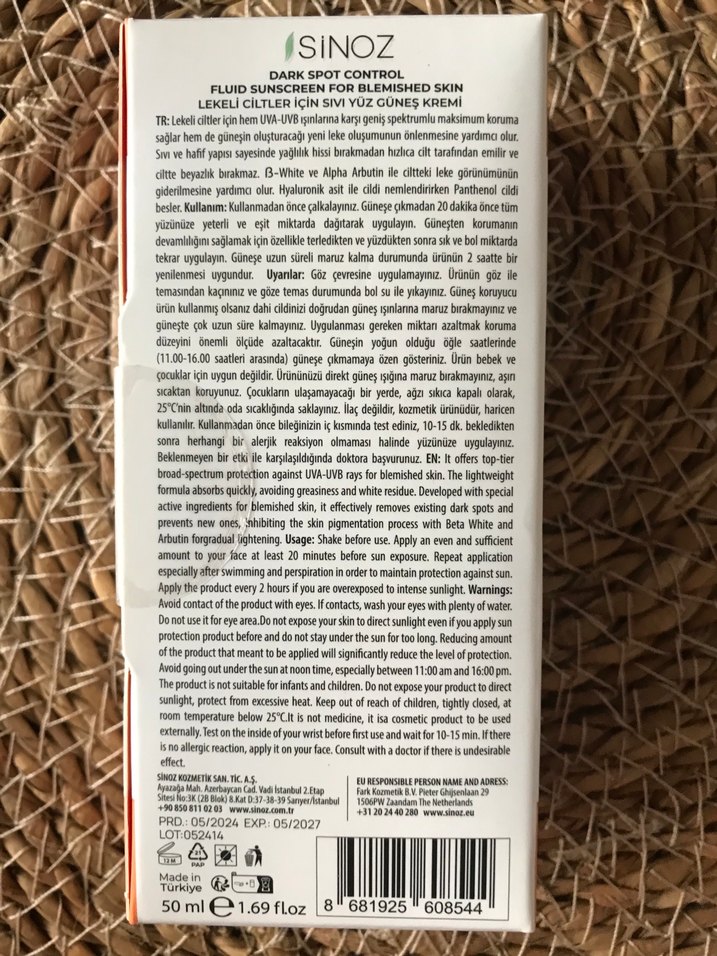 SiNOZ
DARK SPOT CONTROL
FLUID SUNSCREEN FOR BLEMISHED SKIN
LEKELİ CİLTLER İÇİN SIVI YÜZ GÜNEŞ KREMİ
TR: Lekeli ciltler için hem UVA-UVB ışınlarına karşı geniş spektrumlu maksimum koruma
sağlar hem de güneşin oluşturacağı yeni leke oluşumunun önlenmesine yardımcı olur.
Sıvı ve hafif yapısı sayesinde yağlılık hissi bırakmadan hızlıca cilt tarafından emilir ve
ciltte beyazlık bırakmaz. ß-White ve Alpha Arbutin ile ciltteki leke görünümünün
giderilmesine yardımcı olur. Hyaluronik asit ile cildi nemlendirirken Panthenol cildi
besler. Kullanım: Kullanmadan önce çalkalayınız. Güneşe çıkmadan 20 dakika önce tüm
yüzünüze yeterli ve eşit miktarda dağıtarak uygulayın. Güneşten korumanın
devamlılığını sağlamak için özellikle terledikten ve yüzdükten sonra sık ve bol miktarda
tekrar uygulayın. Güneşe uzun süreli maruz kalma durumunda ürünün 2 saatte bir
yenilenmesi uygundur. Uyarılar: Göz çevresine uygulamayınız. Ürünün göz ile
temasından kaçınınız ve göze temas durumunda bol su ile yıkayınız. Güneş koruyucu
ürün kullanmış olsanız dahi cildinizi doğrudan güneş ışınlarına maruz bırakmayınız ve
güneşte çok uzun süre kalmayınız. Uygulanması gereken miktarı azaltmak koruma
düzeyini önemli ölçüde azaltacaktır. Güneşin yoğun olduğu öğle saatlerinde
(11.00-16.00 saatleri arasında) güneşe çıkmamaya özen gösteriniz. Ürün bebek ve
çocuklar için uygun değildir. Ürününüzü direkt güneş ışığına maruz bırakmayınız, aşırı
sıcaktan koruyunuz. Çocukların ulaşamayacağı bir yerde, ağzı sıkıca kapalı olarak,
25°C'nin altında oda sıcaklığında saklayınız. İlaç değildir, kozmetik ürünüdür, haricen
kullanılır. Kullanmadan önce bileğinizin iç kısmında test ediniz, 10-15 dk. bekledikten
sonra herhangi bir alerjik reaksiyon olmaması halinde yüzünüze uygulayınız.
Beklenmeyen bir etki ile karşılaşıldığında doktora başvurunuz. EN: It offers top-tier
broad-spectrum protection against UVA-UVB rays for blemished skin. The lightweight
formula absorbs quickly, avoiding greasiness and white residue. Developed with special
active ingredients for blemished skin, it effectively removes existing dark spots and
prevents new ones, inhibiting the skin pigmentation process with Beta White and
Arbutin forgradual lightening. Usage: Shake before use. Apply an even and sufficient
amount to your face at least 20 minutes before sun exposure. Repeat application
especially after swimming and perspiration in order to maintain protection against sun.
Apply the product every 2 hours if you are overexposed to intense sunlight. Warnings:
Avoid contact of the product with eyes. If contacts, wash your eyes with plenty of water.
Do not use it for eye area.Do not expose your skin to direct sunlight even if you apply sun
protection product before and do not stay under the sun for too long. Reducing amount
of the product that meant to be applied will significantly reduce the level of protection.
Avoid going out under the sun at noon time, especially between 11:00 am and 16:00 pm.
The product is not suitable for infants and children. Do not expose your product to direct
sunlight, protect from excessive heat. Keep out of reach of children, tightly closed, at
room temperature below 25°C.It is not medicine, it isa cosmetic product to be used
externally. Test on the inside of your wrist before first use and wait for 10-15 min. If there
is no allergic reaction, apply it on your face. Consult with a doctor if there is undesirable
effect.
SİNOZ KOZMETİK SAN. TİC. A.Ş.
Ayazağa Mah. Azerbaycan Cad. Vadi İstanbul 2.Etap
Sitesi No:3K (2B Blok) 8.Kat D:37-38-39 Sarıyer/İstanbul
+90 850 811 02 03 www.sinoz.com.tr
EU RESPONSIBLE PERSON NAME AND ADRESS:
Fark Kozmetik B.V. Pieter Ghijsenlaan 29
1506PW Zaandam The Netherlands
+31 20 24 40 280 www.sinoz.eu
PRD.: 05/2024 EXP.: 05/2027
LOT:052414
12 M
21
PAP
Made in
Türkiye
50 ml e 1.69 floz
8 681925 608544